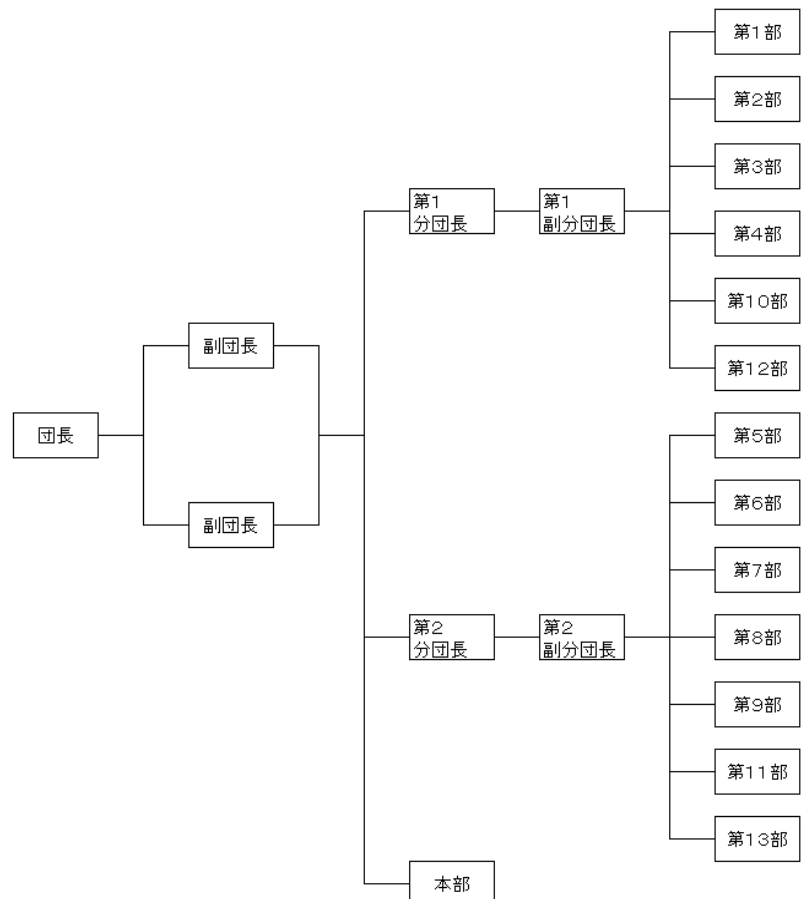 団長
副団長
副団長
第1
分団長
第1
副分団長
第1部
第2部
第3部
第4部
第10部
第12部
第2
分団長
第2
副分団長
第5部
第6部
第7部
第8部
第9部
第11部
第13部
本部